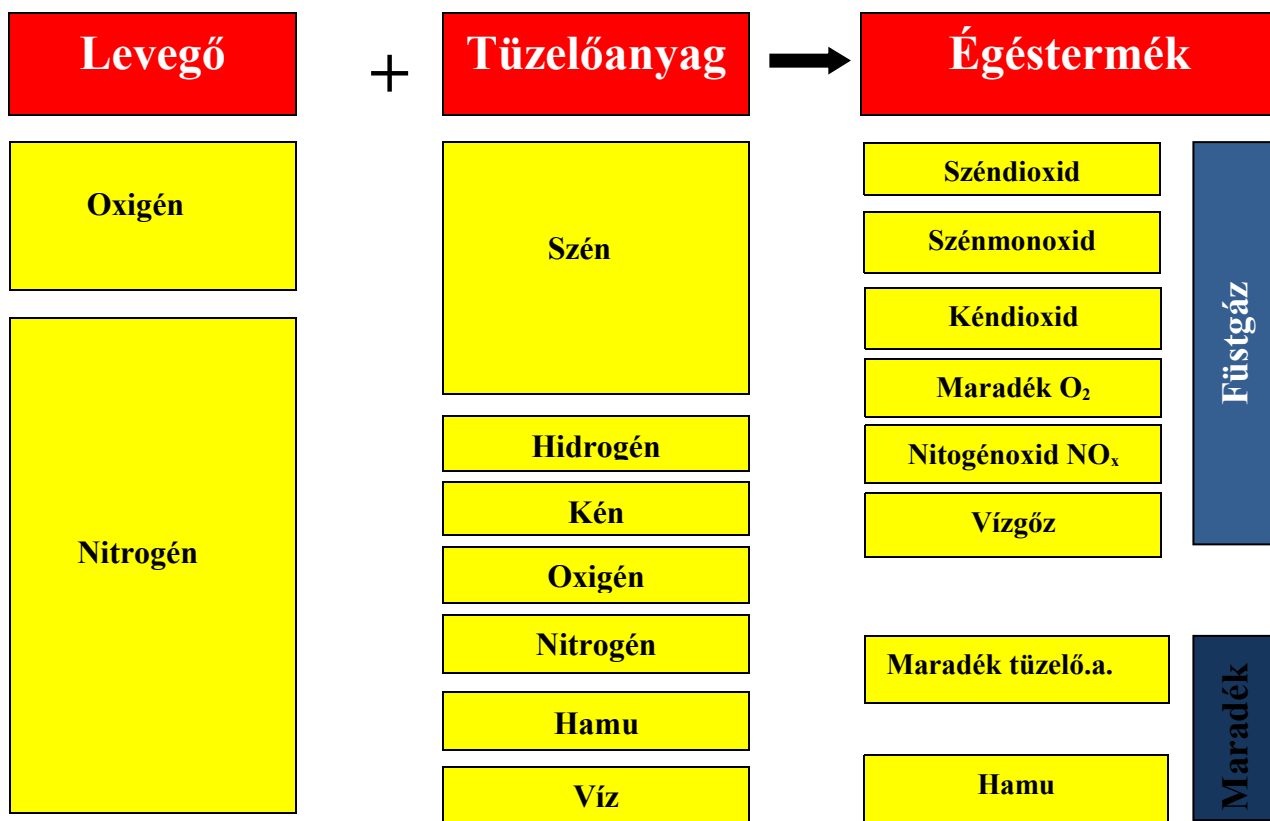 Levegő
+
Tüzelőanyag
Égéstermék
Oxigén
Nitrogén
Szén
Hidrogén
Kén
Oxigén
Nitrogén
Hamu
Víz
Széndioxid
Szénmonoxid
Kéndioxid
Maradék O₂
Nitogénoxid NOₓ
Vízgőz
Füstgáz
Maradék tüzelő.a.
Hamu
Maradék